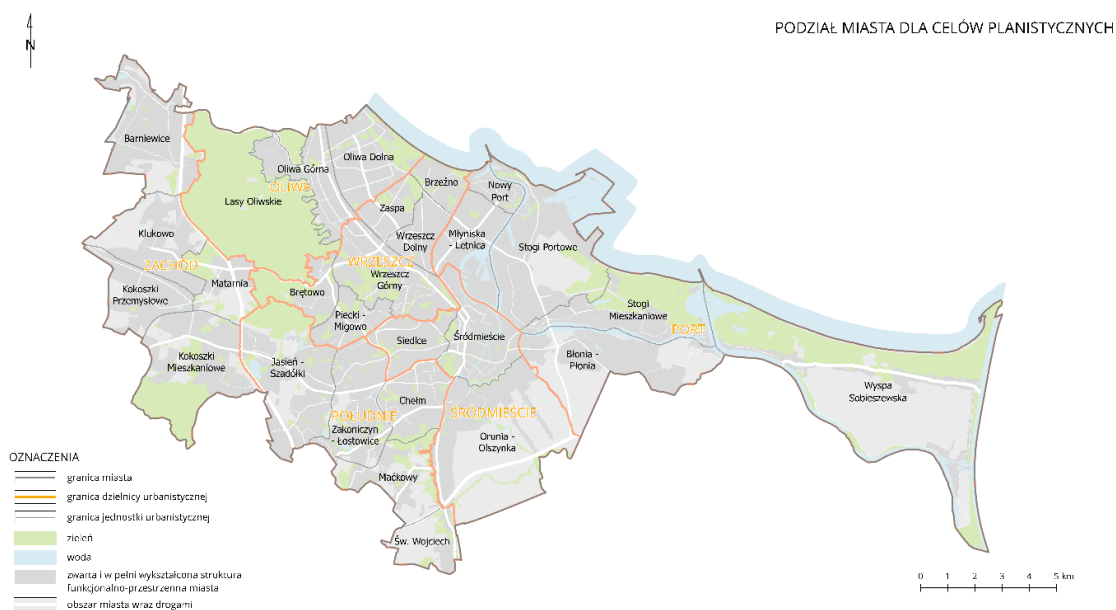 N
PODZIAŁ MIASTA DLA CELÓW PLANISTYCZNYCH
Barniewice
Oliwa Górna
Oliwa Dolna
OLIWA
Lasy Oliwskie
Brzeźno
Nowy
Port
Zaspa
Wrzeszcz
Dolny
Młyniska
- Letnica
Stogi Portowe
Klukowo
ZACHÓD
Matarnia
WRZESZCZ
Wrzeszcz
Górny
Kokoszki
Przemysłowe
Brętowo
Piecki -
Migowo
Stogi
Mieszkaniowe
PORT
Siedlce
Śródmieście
Kokoszki
Mieszkaniowe
Jasień -
Szadółki
Błonia -
Płonia
Wyspa
Sobieszewska
Chełm
POŁUDNIE
ŚRÓDMIEŚCIE
Zakoniczyn
- Łostowice
Orunia -
Olszynka
Maćkowy
Św. Wojciech
OZNACZENIA
granica miasta
granica dzielnicy urbanistycznej
granica jednostki urbanistycznej
zieleń
woda
zwarta i w pełni wykształcona struktura
funkcjonalno-przestrzenna miasta
obszar miasta wraz drogami
0 1 2 3 4 5 km